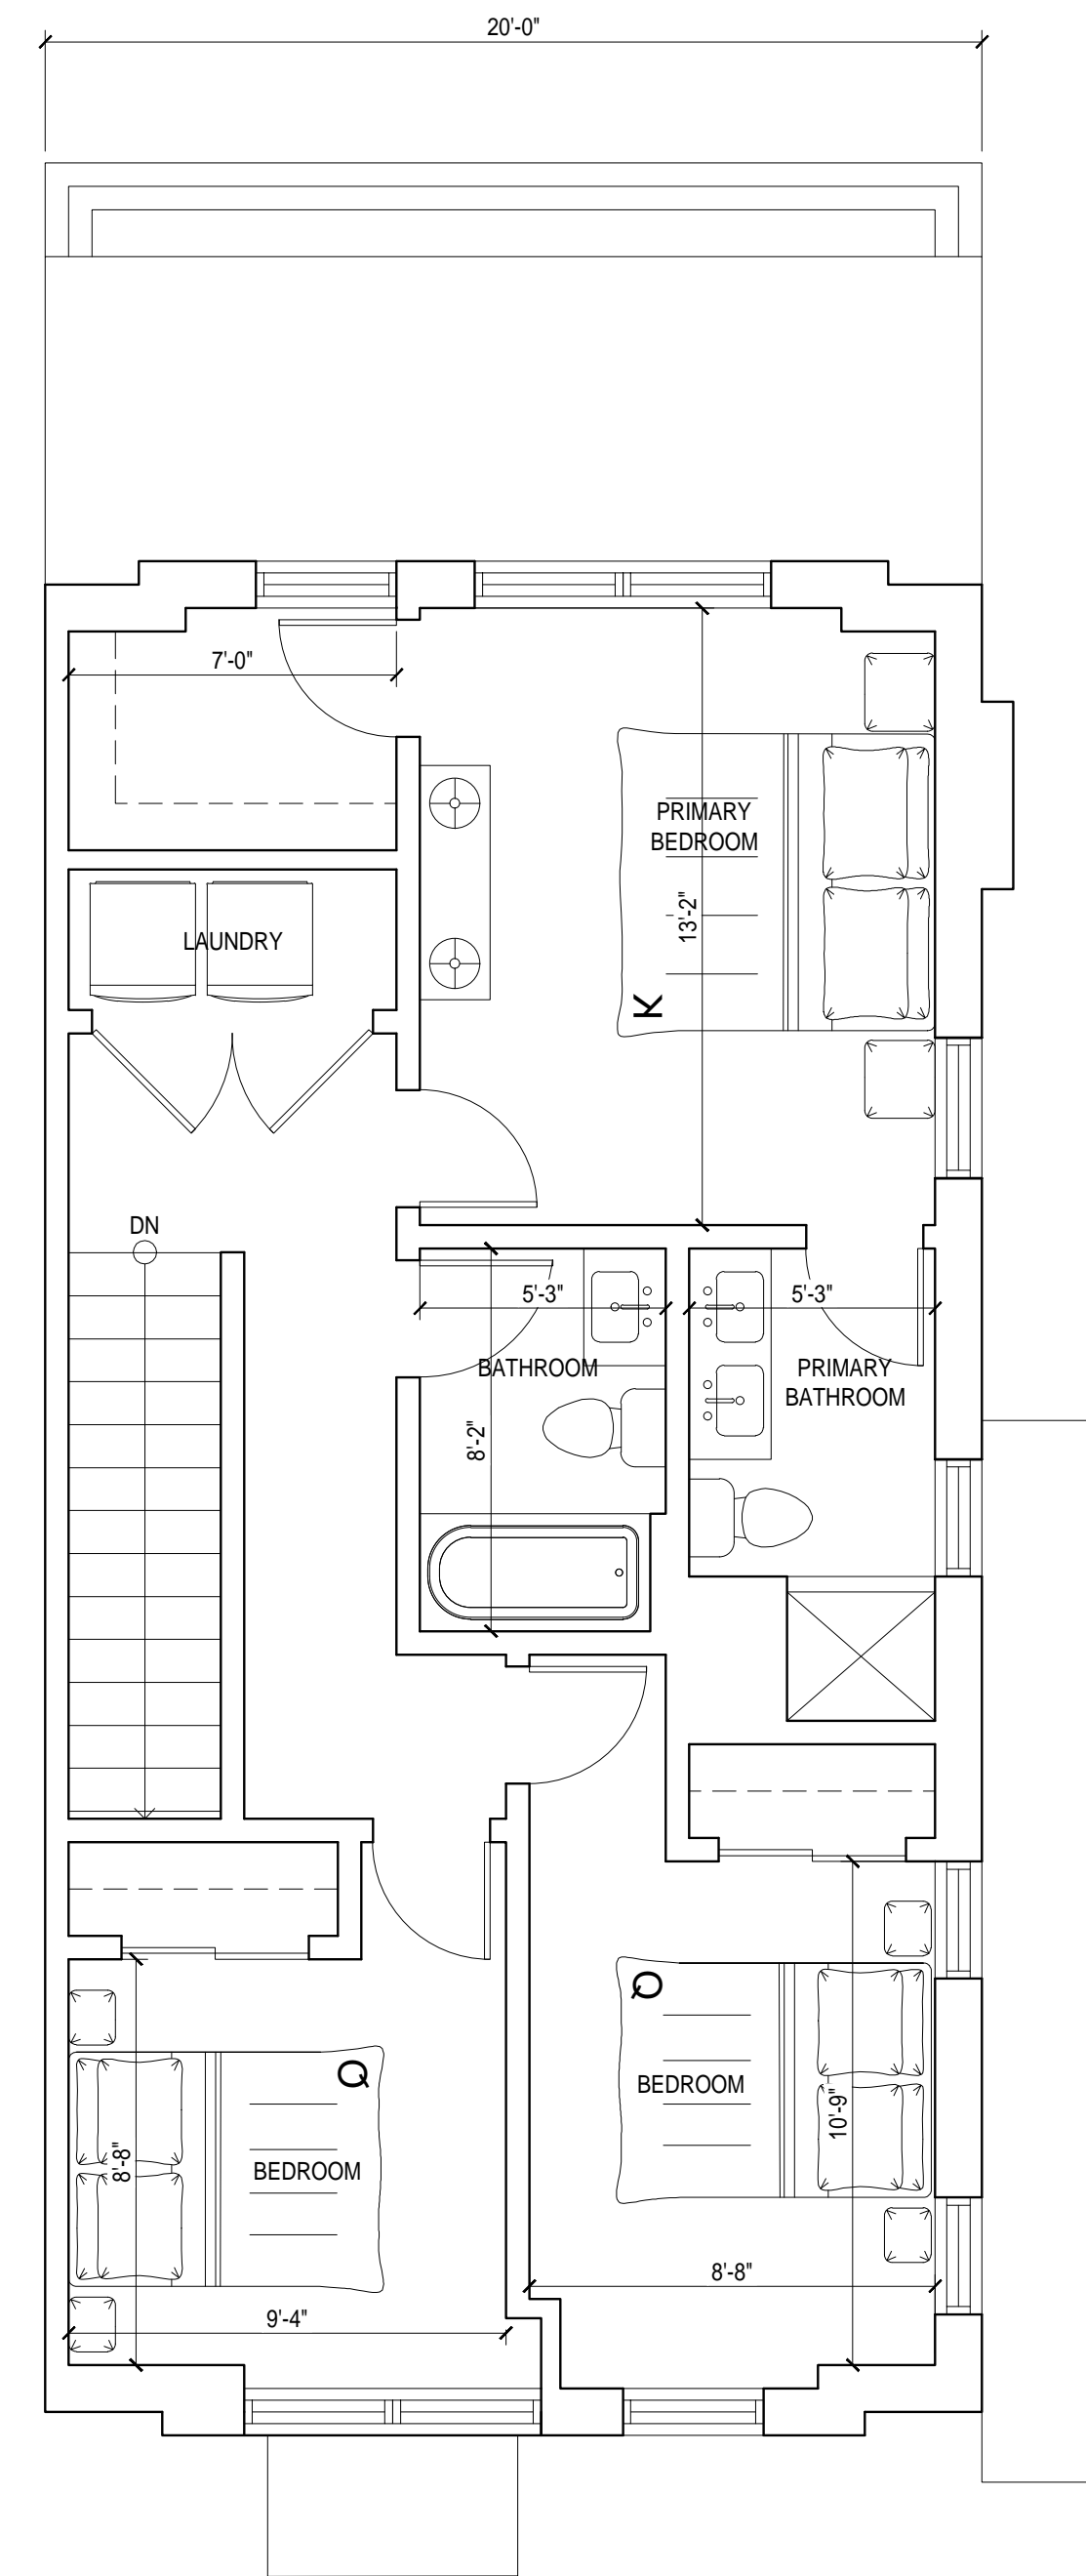 20'-0"
7'-0"
PRIMARY
BEDROOM
13'-2"
LAUNDRY
K
DN
5'-3"
5'-3"
BATHROOM
PRIMARY
BATHROOM
8'-2"
Q
Q
BEDROOM
10'-9"
8'-8"
BEDROOM
8'-8"
9'-4"